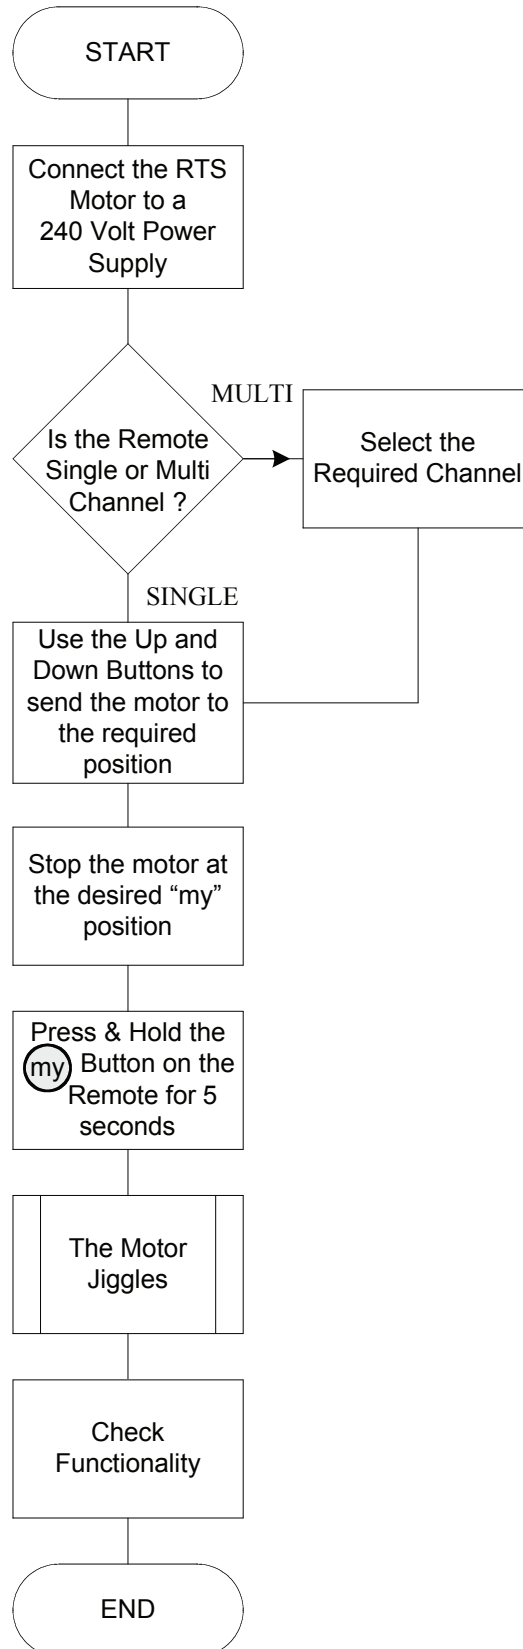 START
Connect the RTS
Motor to a
240 Volt Power
Supply
MULTI
Is the Remote
Single or Multi
Channel ?
Select the
Required Channel
SINGLE
Use the Up and
Down Buttons to
send the motor to
the required
position
Stop the motor at
the desired “my”
position
Press & Hold the
my Button on the
Remote for 5
seconds
The Motor
Jiggles
Check
Functionality
END